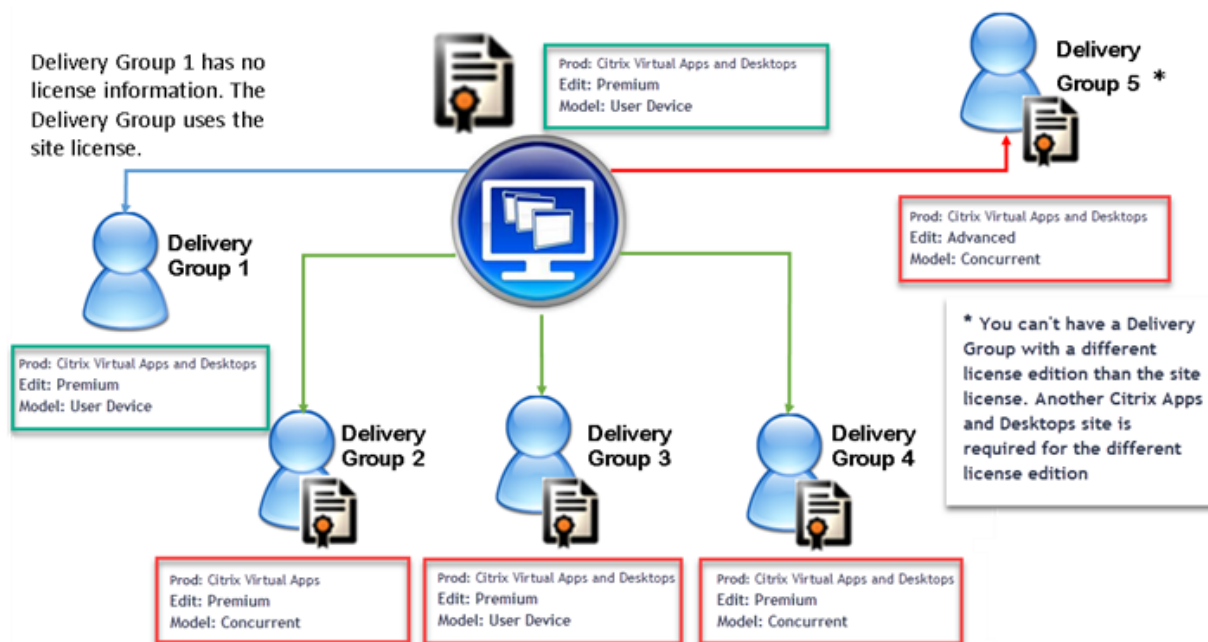 Delivery Group 1 has no
license information. The
Delivery Group uses the
site license.
Prod: Citrix Virtual Apps and Desktops
Edit: Premium
Model: User Device
Delivery
Group 5 *
Prod: Citrix Virtual Apps and Desktops
Edit: Advanced
Model: Concurrent
* You can't have a Delivery
Group with a different
license edition than the site
license. Another Citrix Apps
and Desktops site is
required for the different
license edition
Delivery
Group 1
Prod: Citrix Virtual Apps and Desktops
Edit: Premium
Model: User Device
Delivery
Group 2
Prod: Citrix Virtual Apps
Edit: Premium
Model: Concurrent
Delivery
Group 3
Prod: Citrix Virtual Apps and Desktops
Edit: Premium
Model: User Device
Delivery
Group 4
Prod: Citrix Virtual Apps and Desktops
Edit: Premium
Model: Concurrent